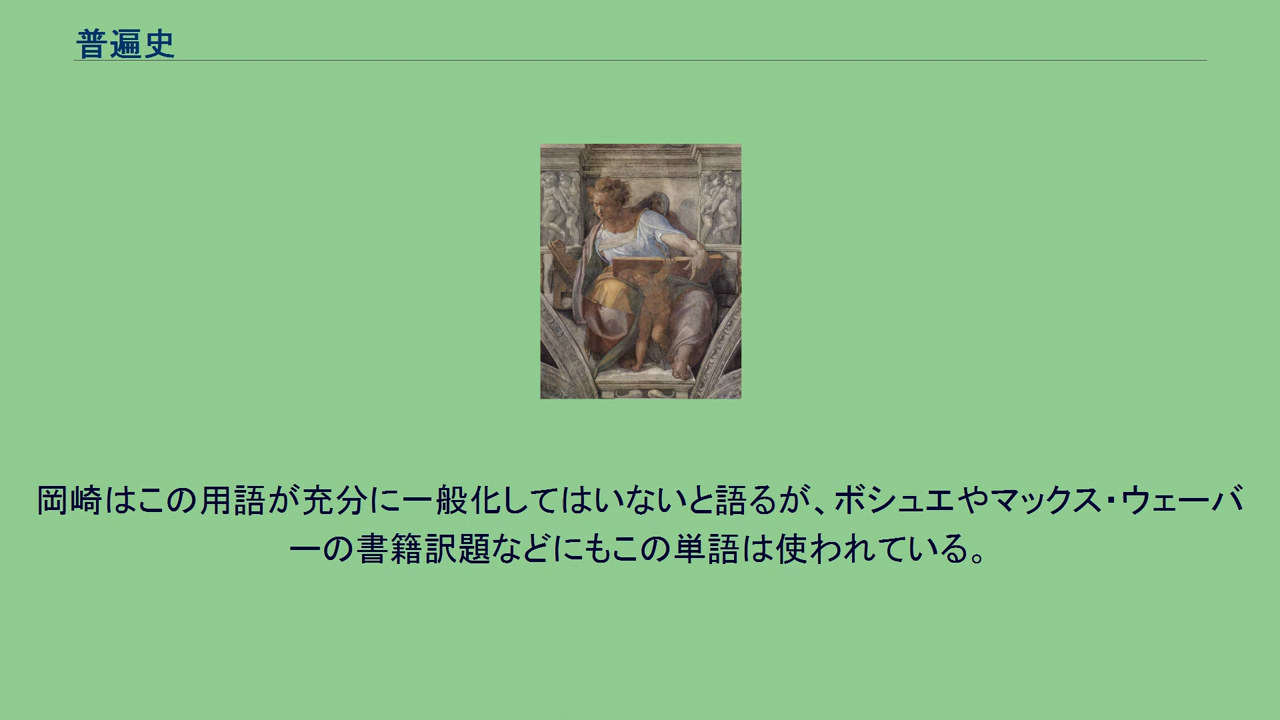 普遍史
岡崎はこの用語が充分に一般化してはいないと語るが、ボシュエやマックス・ウェーバ
ーの書籍訳題などにもこの単語は使われている。